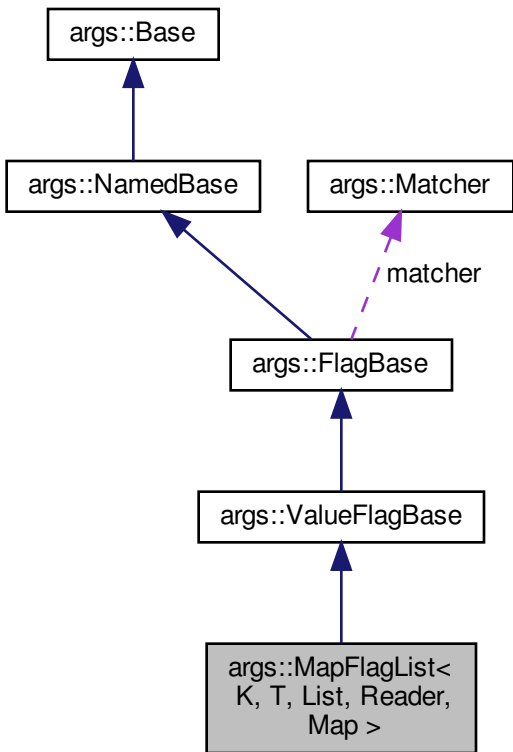 args::Base
args::NamedBase
args::Matcher
matcher
args::FlagBase
args::ValueFlagBase
args::MapFlagList<
K, T, List, Reader,
Map >